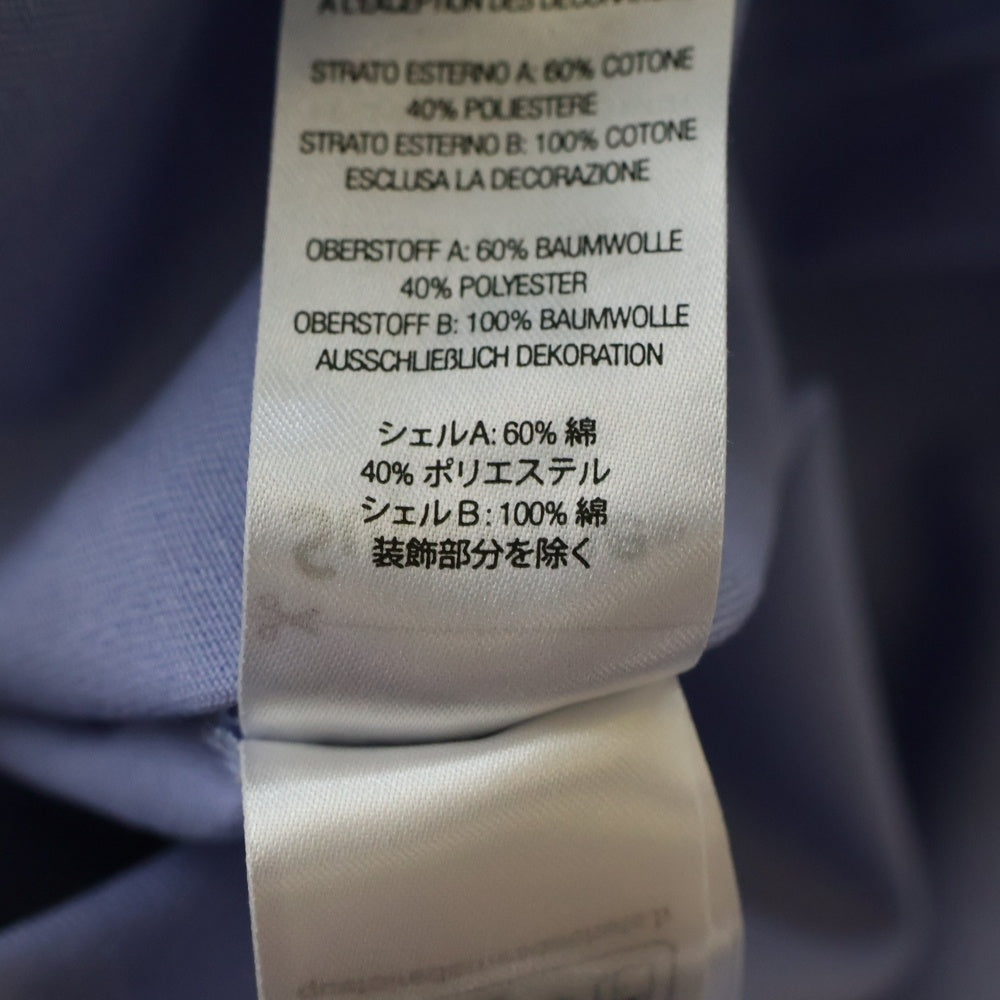 À L'EXCEPTION DES
STRATO ESTERNO A: 60% COTONE
40% POLIESTERE
STRATO ESTERNO B: 100% COTONE
ESCLUSA LA DECORAZIONE
OBERSTOFF A: 60% BAUMWOLLE
40% POLYESTER
OBERSTOFF B: 100% BAUMWOLLE
AUSSCHLIEßLICH DEKORATION
シェルA: 60% 綿
40% ポリエステル
シェル B : 100% 綿
装飾部分を除く